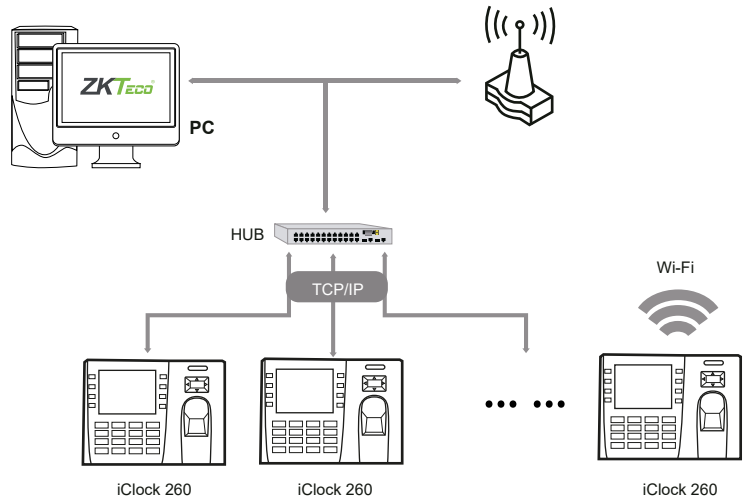 ZKTeco
PC
HUB
TCP/IP
Wi-Fi
iClock 260
iClock 260
iClock 260